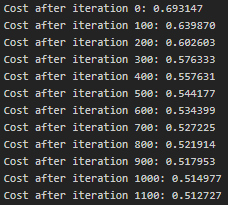 Cost after iteration 0: 0.693147
Cost after iteration 100: 0.639870
Cost after iteration 200: 0.602603
Cost after iteration 300: 0.576333
Cost after iteration 400: 0.557631
Cost after iteration 500: 0.544177
Cost after iteration 600: 0.534399
Cost after iteration 700: 0.527225
Cost after iteration 800: 0.521914
Cost after iteration 900: 0.517953
Cost after iteration 1000: 0.514977
Cost after iteration 1100: 0.512727